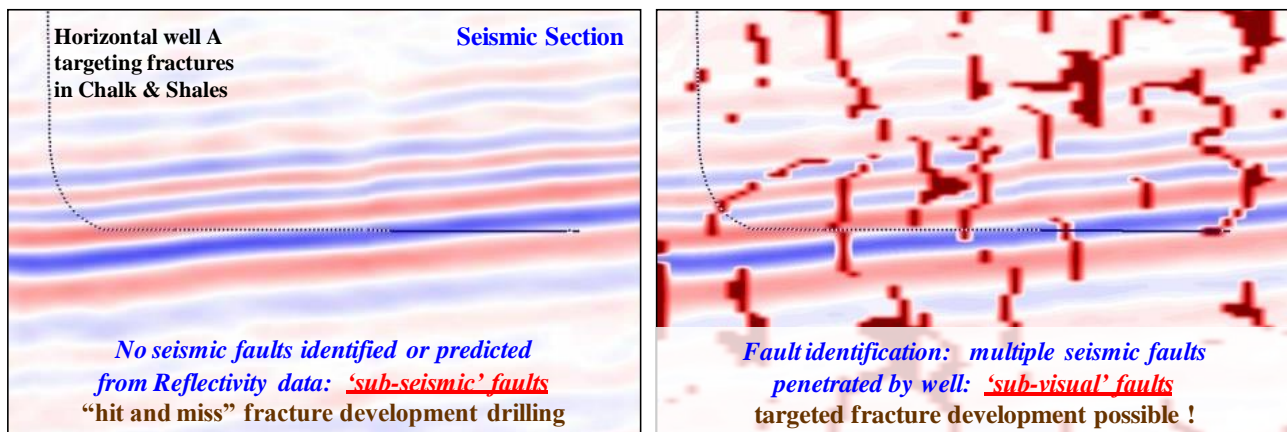 Horizontal well A
targeting fractures
in Chalk & Shales
Seismic Section
No seismic faults identified or predicted
from Reflectivity data: ‘sub-seismic’ faults
“hit and miss” fracture development drilling
Fault identification: multiple seismic faults
penetrated by well: ‘sub-visual’ faults
targeted fracture development possible !